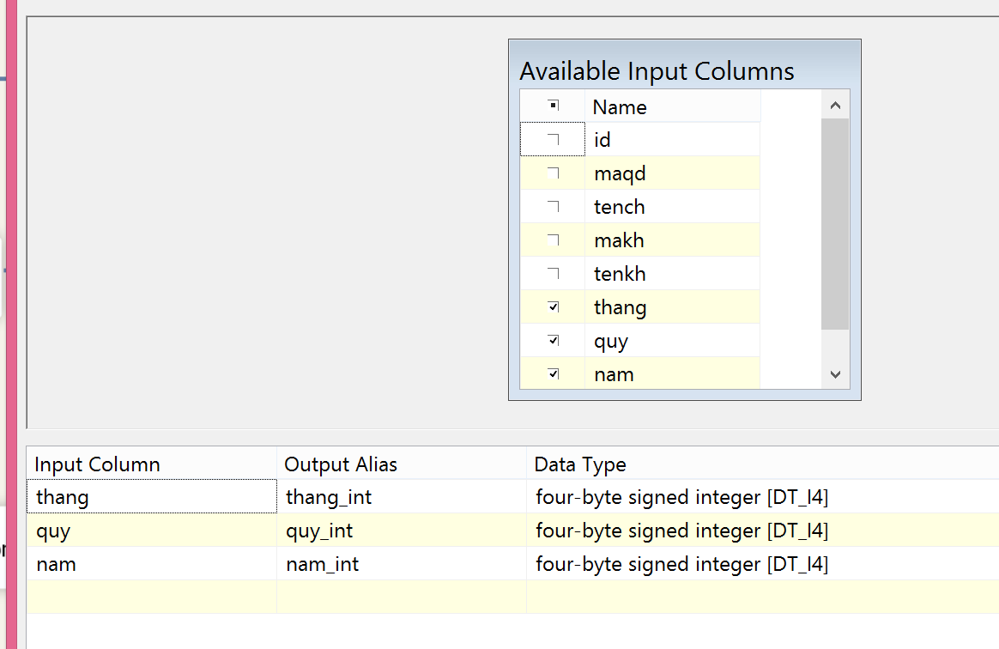 Available Input Columns
Name
id
maqd
tench
makh
tenkh
thang
quy
nam
Input Column Output Alias Data Type
thang thang_int four-byte signed integer [DT_I4]
quy quy_int four-byte signed integer [DT_I4]
nam nam_int four-byte signed integer [DT_I4]